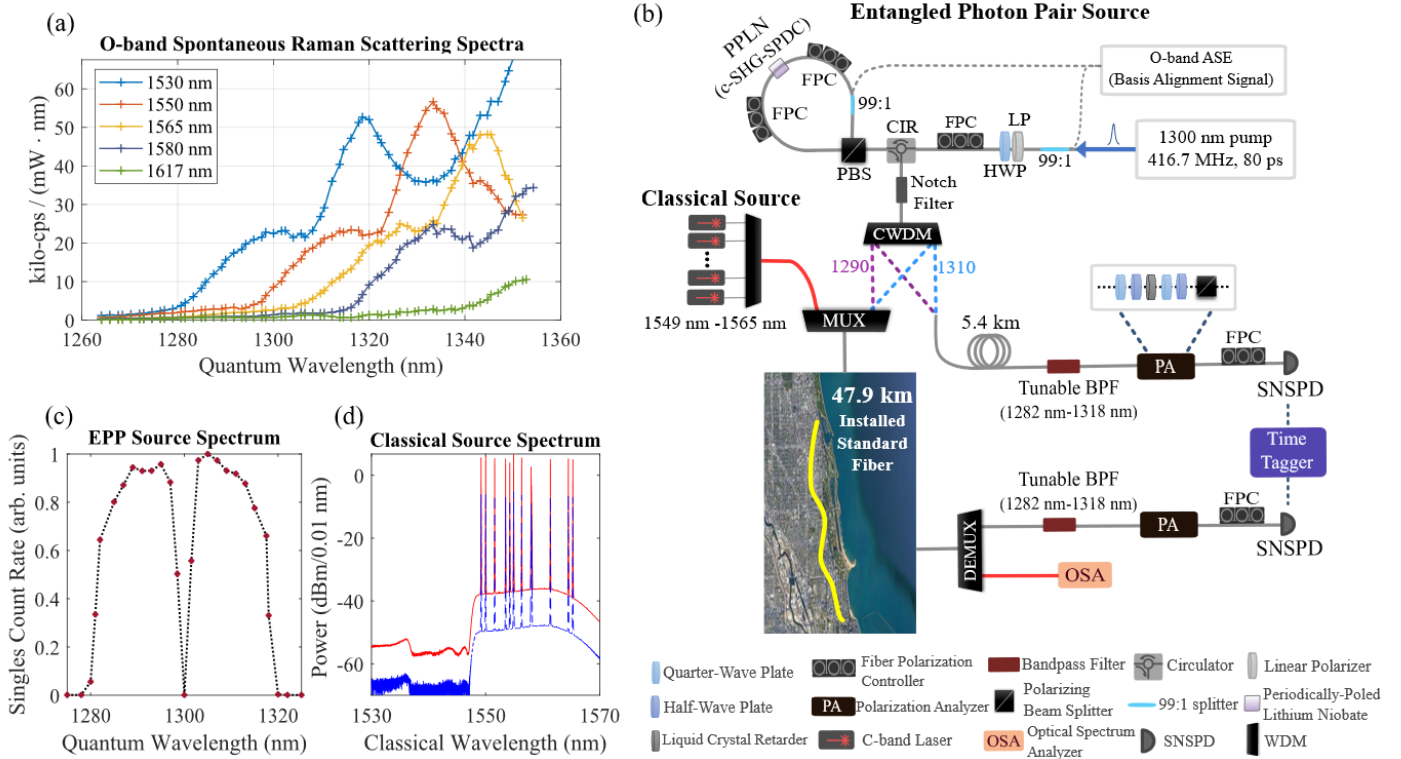 (a)
O-band Spontaneous Raman Scattering Spectra
kilo-cps / (mW · nm)
60
50
40
30
20
10
0
1530 nm
1550 nm
1565 nm
1580 nm
1617 nm
1260
1280
1300
1320
1340
1360
Quantum Wavelength (nm)
(b)
Entangled Photon Pair Source
PPLN
(c-SHG-SPDC)
FPC
FPC
FPC
99:1
O-band ASE
(Basis Alignment Signal)
CIR
FPC
LP
1300 nm pump
416.7 MHz, 80 ps
PBS
HWP
99:1
Notch
Filter
Classical Source
CWDM
1290
1310
1549 nm -1565 nm
MUX
5.4 km
FPC
PA
SNSPD
Tunable BPF
(1282 nm-1318 nm)
47.9 km
Installed
Standard
Fiber
Time
Tagger
Tunable BPF
(1282 nm-1318 nm)
FPC
DEMUX
PA
SNSPD
OSA
(c)
EPP Source Spectrum
Singles Count Rate (arb. units)
1
0.8
0.6
0.4
0.2
0
1280
1300
1320
Quantum Wavelength (nm)
(d)
Classical Source Spectrum
Power (dBm/0.01 nm)
0
-20
-40
-60
1530
1550
1570
Classical Wavelength (nm)
Quarter-Wave Plate
Fiber Polarization
Controller
Bandpass Filter
Circulator
Linear Polarizer
Half-Wave Plate
PA
Polarization Analyzer
Polarizing
Beam Splitter
99:1 splitter
Periodically-Poled
Lithium Niobate
Liquid Crystal Retarder
C-band Laser
OSA
Optical Spectrum
Analyzer
SNSPD
WDM